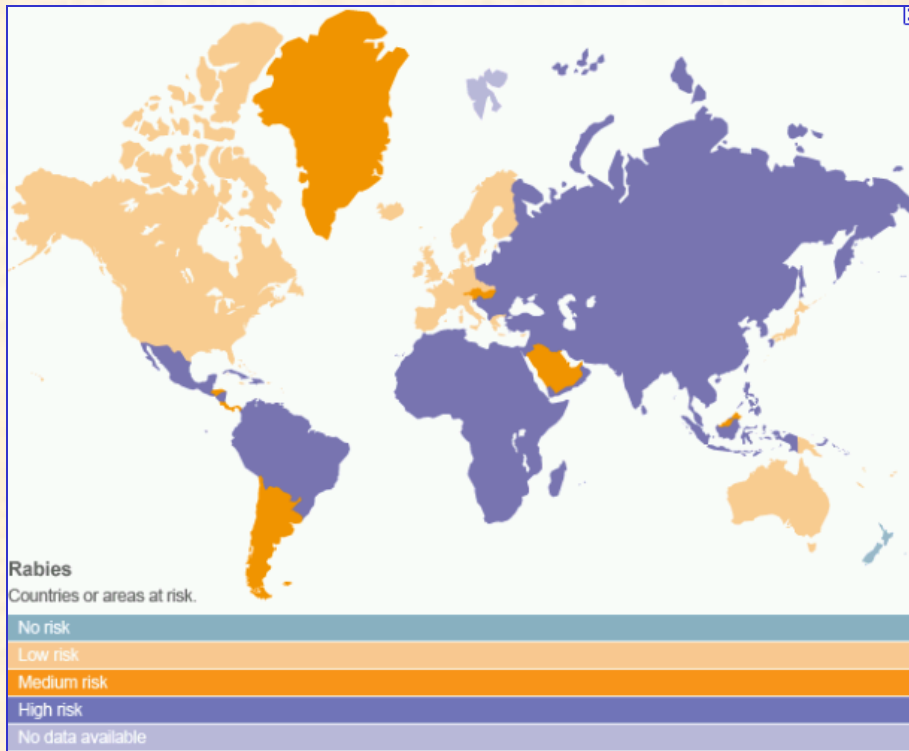 Rabies
Countries or areas at risk.
No risk
Low risk
Medium risk
High risk
No data available